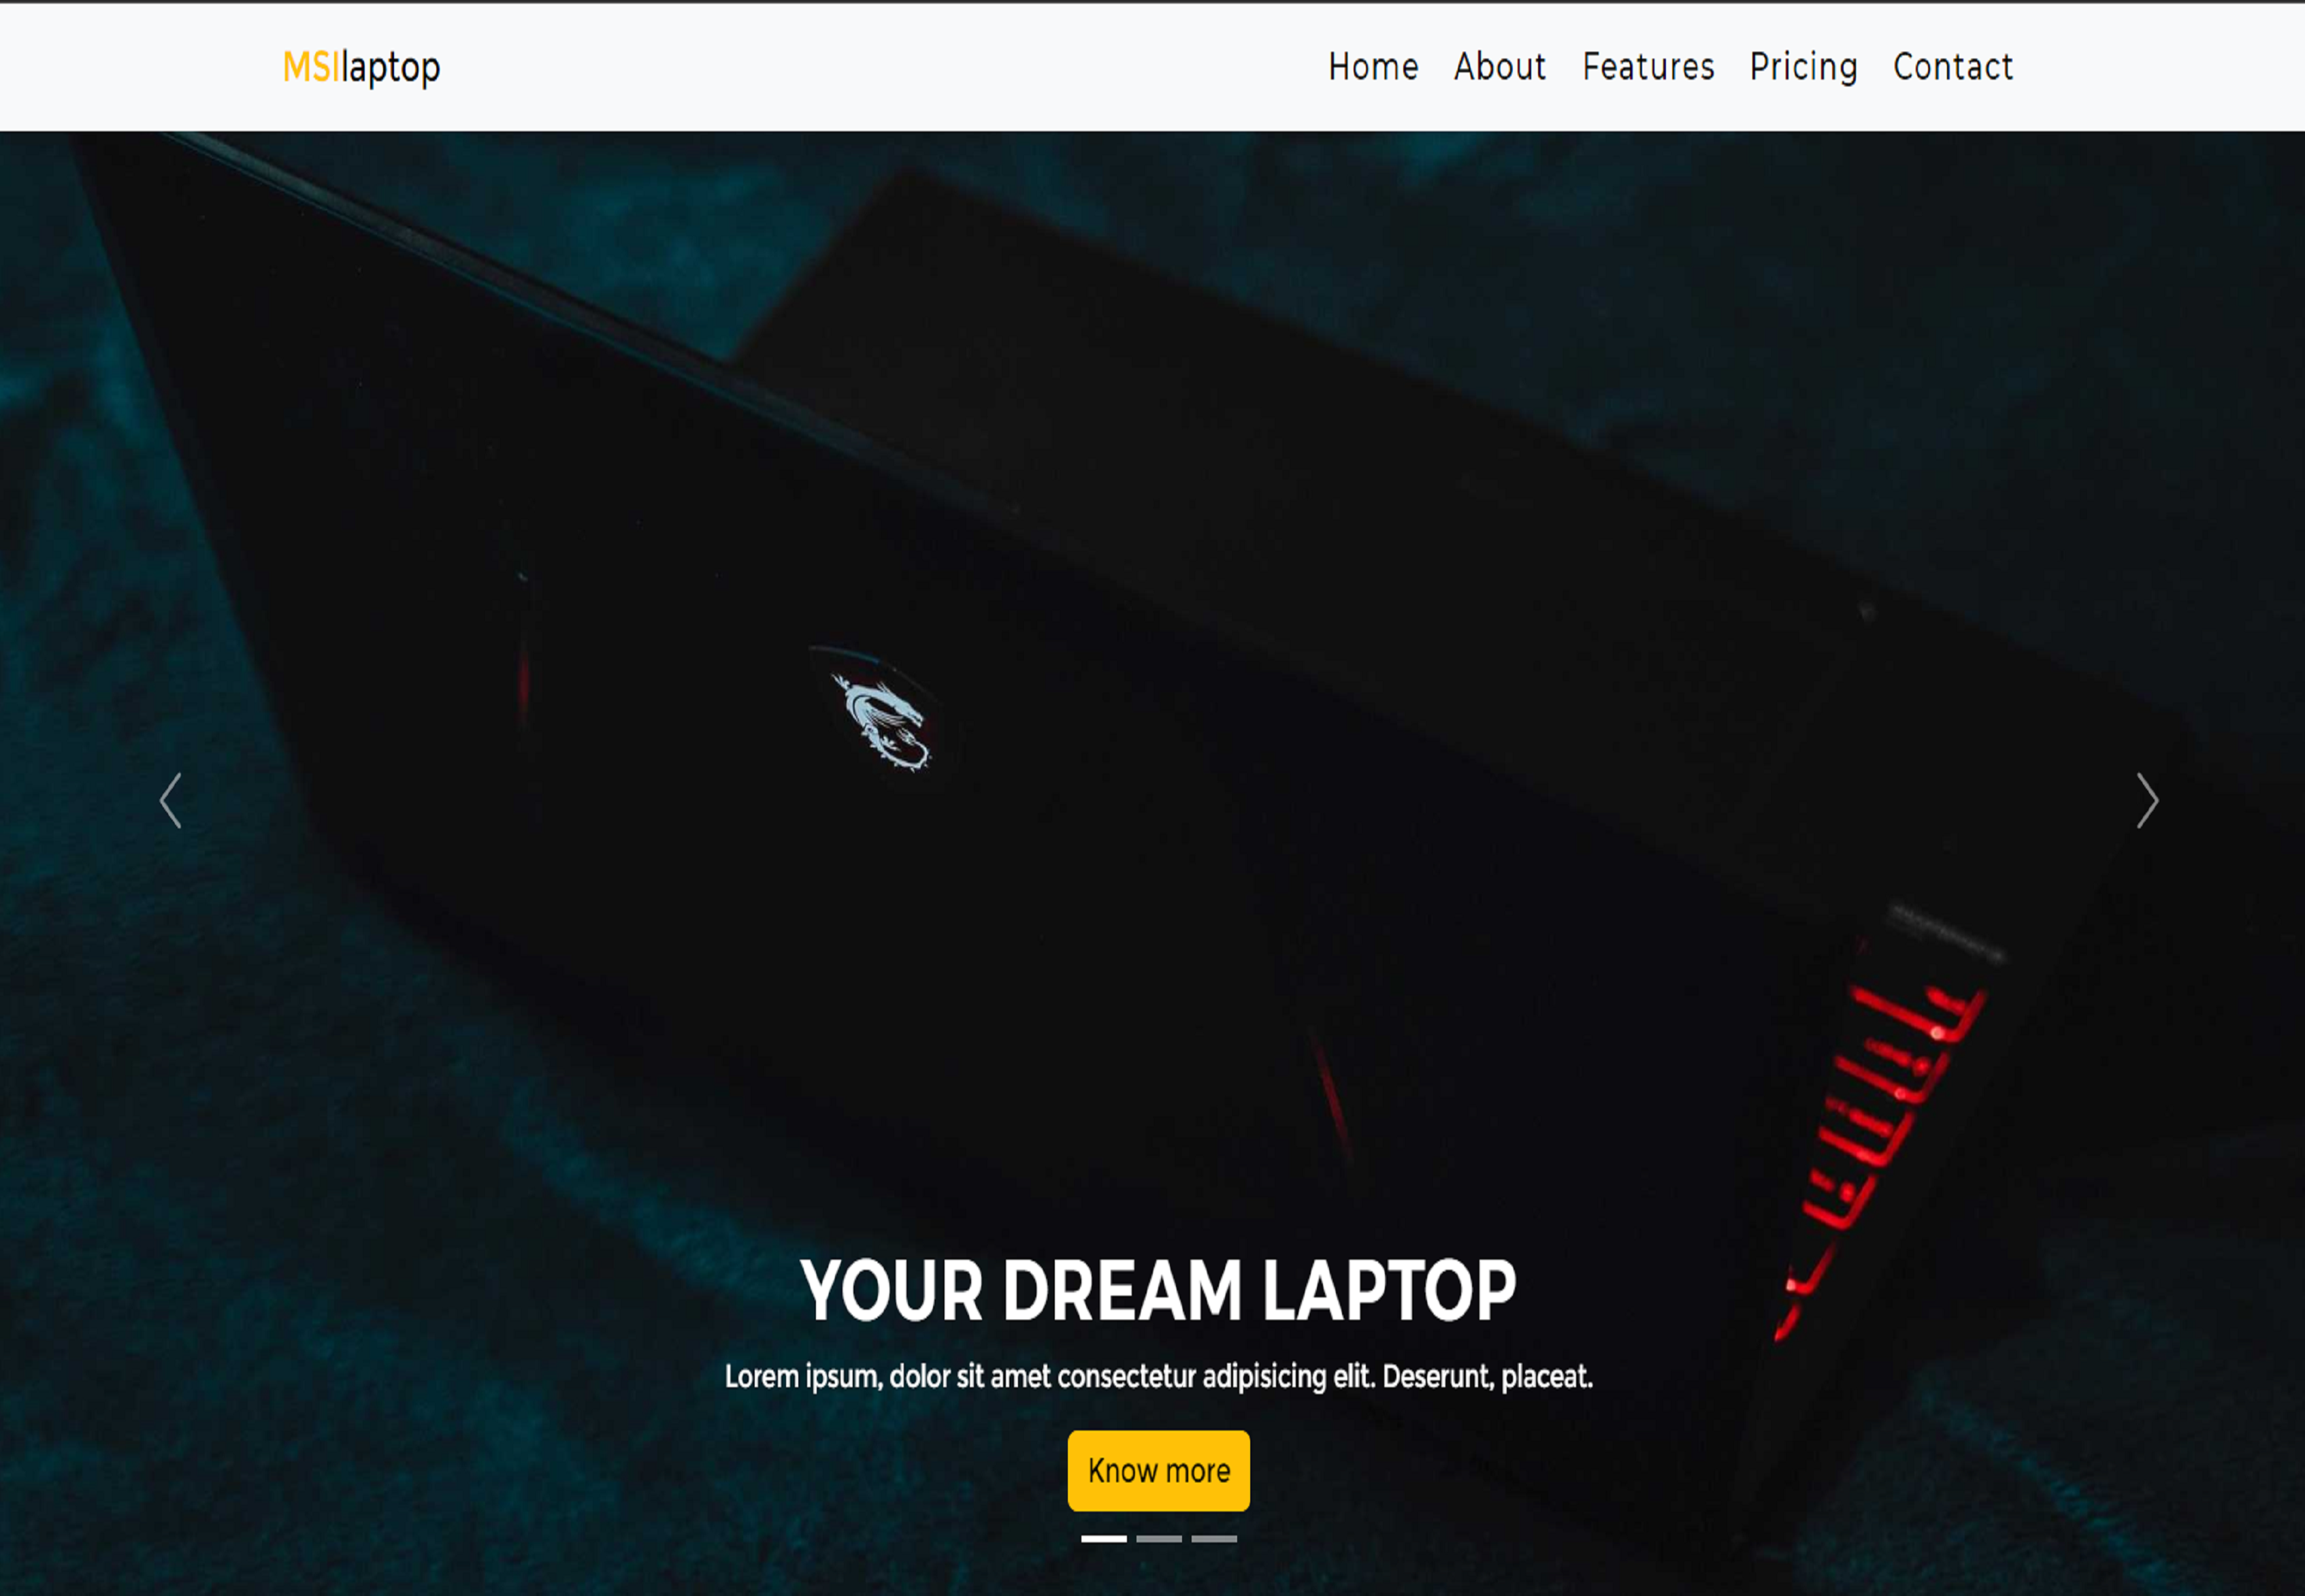 MSIlaptop
Home About Features Pricing Contact
YOUR DREAM LAPTOP
Lorem ipsum, dolor sit amet consectetur adipisicing elit. Deserunt, placeat.
Know more